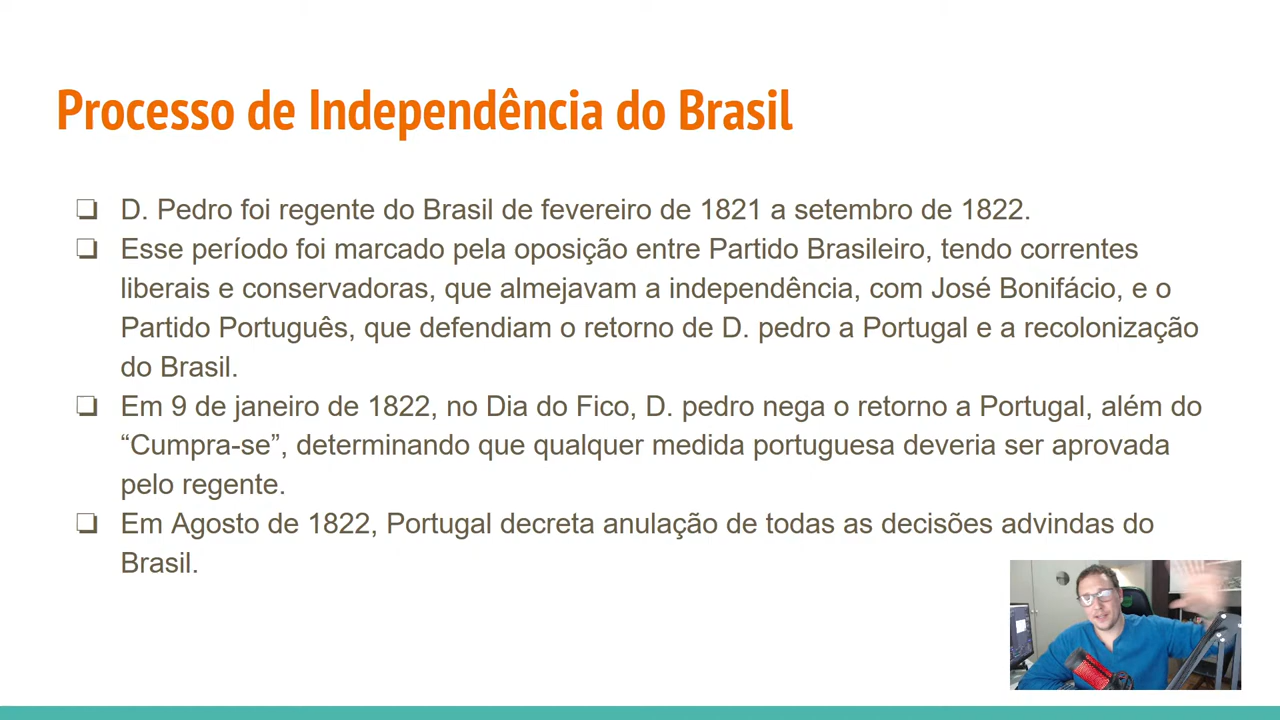 Processo de Independência do Brasil
D. Pedro foi regente do Brasil de fevereiro de 1821 a setembro de 1822.
Esse período foi marcado pela oposição entre Partido Brasileiro, tendo correntes
liberais e conservadoras, que almejavam a independência, com José Bonifácio, e o
Partido Português, que defendiam o retorno de D. pedro a Portugal e a recolonização
do Brasil.
Em 9 de janeiro de 1822, no Dia do Fico, D. pedro nega o retorno a Portugal, além do
“Cumpra-se”, determinando que qualquer medida portuguesa deveria ser aprovada
pelo regente.
Em Agosto de 1822, Portugal decreta anulação de todas as decisões advindas do
Brasil.